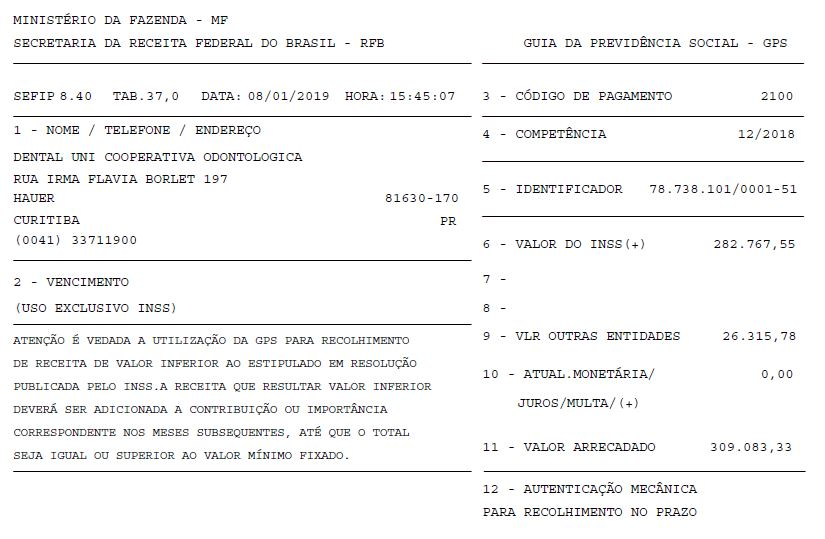 MINISTÉRIO DA FAZENDA - MF
SECRETARIA DA RECEITA FEDERAL DO BRASIL - RFB
GUIA DA PREVIDÊNCIA SOCIAL - GPS
SEFIP 8.40 TAB.37,0 DATA: 08/01/2019 HORA: 15:45:07
1 - NOME / TELEFONE / ENDEREÇO
DENTAL UNI COOPERATIVA ODONTOLOGICA
RUA IRMA FLAVIA BORLET 197
HAUER 81630-170
CURITIBA PR
(0041) 33711900
2 - VENCIMENTO
(USO EXCLUSIVO INSS)
ATENÇÃO É VEDADA A UTILIZAÇÃO DA GPS PARA RECOLHIMENTO
DE RECEITA DE VALOR INFERIOR AO ESTIPULADO EM RESOLUÇÃO
PUBLICADA PELO INSS.A RECEITA QUE RESULTAR VALOR INFERIOR
DEVERÁ SER ADICIONADA A CONTRIBUIÇÃO OU IMPORTÂNCIA
CORRESPONDENTE NOS MESES SUBSEQUENTES, ATÉ QUE O TOTAL
SEJA IGUAL OU SUPERIOR AO VALOR MÍNIMO FIXADO.
3 - CÓDIGO DE PAGAMENTO 2100
4 - COMPETÊNCIA 12/2018
5 - IDENTIFICADOR 78.738.101/0001-51
6 - VALOR DO INSS(+) 282.767,55
7 -
8 -
9 - VLR OUTRAS ENTIDADES 26.315,78
10 - ATUAL.MONETÁRIA/ 0,00
JUROS/MULTA/(+)
11 - VALOR ARRECADADO 309.083,33
12 - AUTENTICAÇÃO MECÂNICA
PARA RECOLHIMENTO NO PRAZO